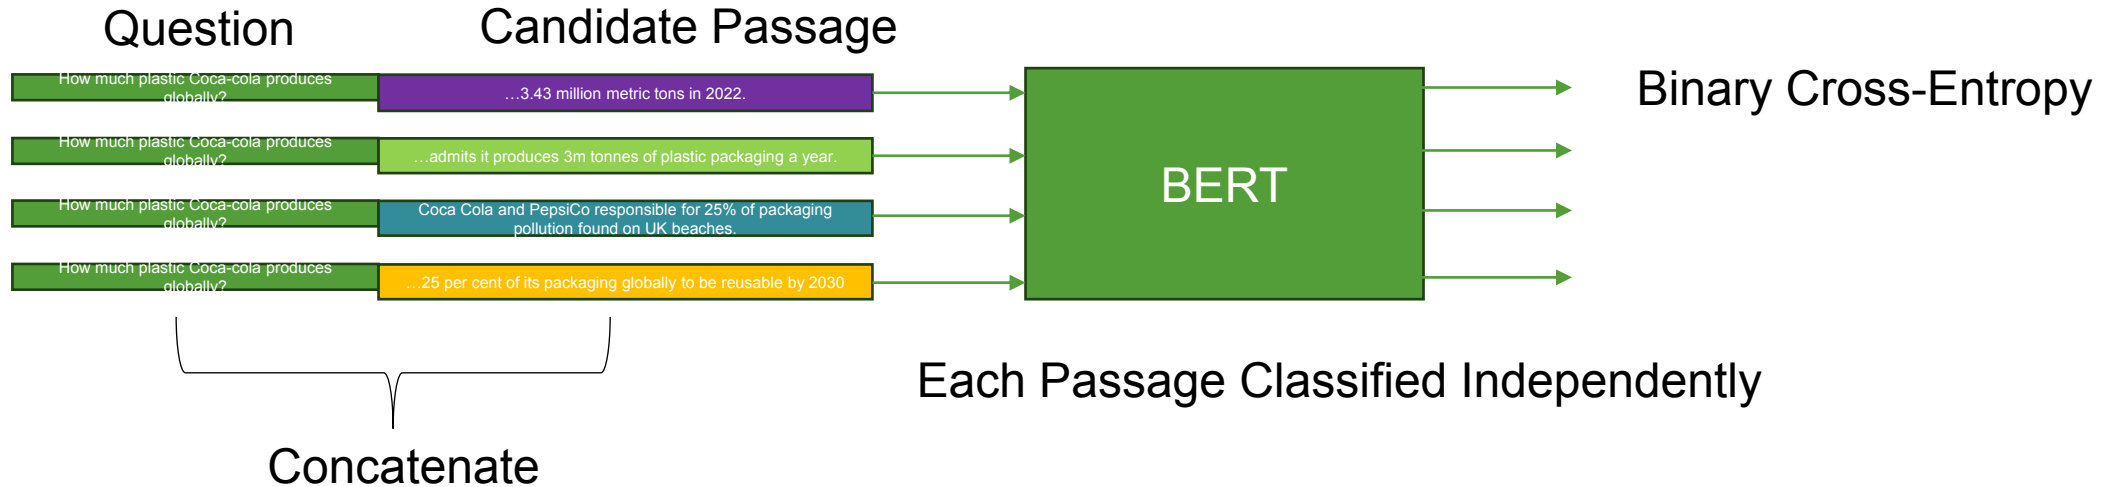 Question
Candidate Passage
How much plastic Coca-cola produces
globally?
…3.43 million metric tons in 2022.
How much plastic Coca-cola produces
globally?
…admits it produces 3m tonnes of plastic packaging a year.
How much plastic Coca-cola produces
globally?
Coca Cola and PepsiCo responsible for 25% of packaging
pollution found on UK beaches.
How much plastic Coca-cola produces
globally?
…25 per cent of its packaging globally to be reusable by 2030
BERT
Binary Cross-Entropy
Each Passage Classified Independently
Concatenate